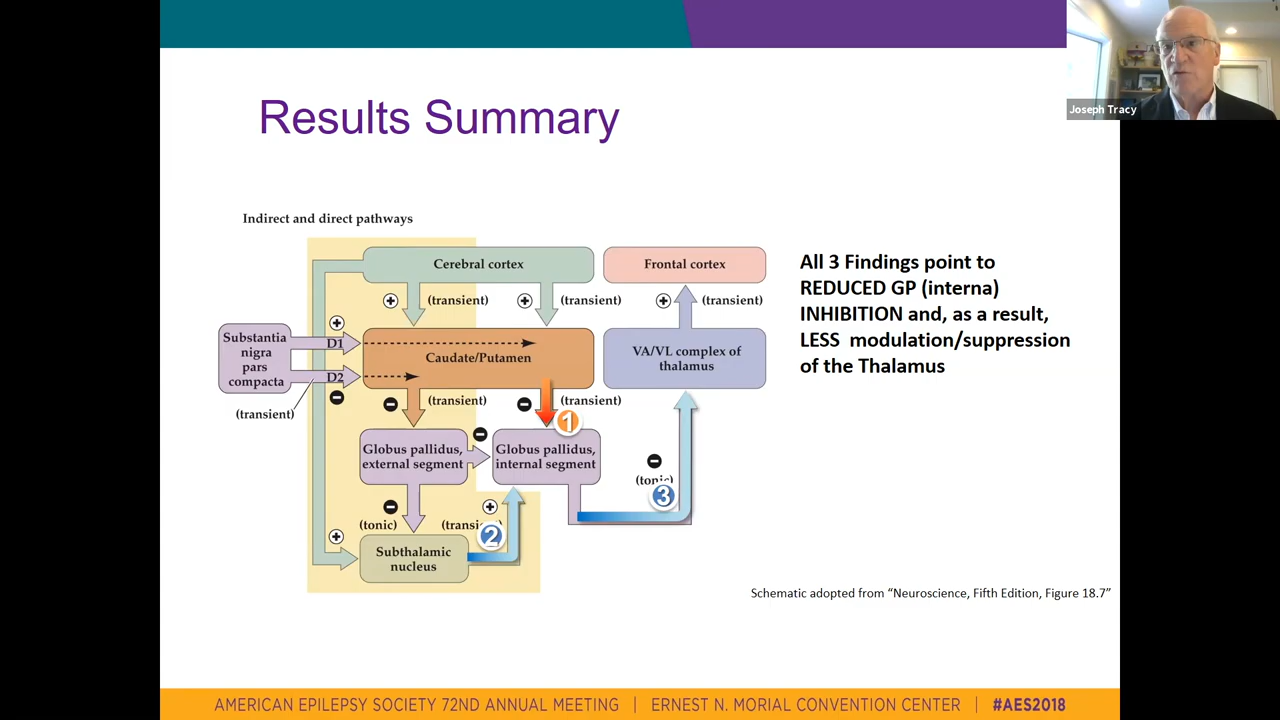 Joseph Tracy
Results Summary
Indirect and direct pathways
Cerebral cortex
Frontal cortex
+
(transient)
+
(transient)
+
(transient)
Substantia
nigra
pars
compacta
+
D1
D2
−
(transient)
Caudate/Putamen
VA/VL complex of
thalamus
−
(transient)
−
(transient)
1
Globus pallidus,
external segment
−
Globus pallidus,
internal segment
−
(tonic)
3
−
(tonic)
+
2
+
Subthalamic
nucleus
All 3 Findings point to
REDUCED GP (interna)
INHIBITION and, as a result,
LESS modulation/suppression
of the Thalamus
Schematic adopted from “Neuroscience, Fifth Edition, Figure 18.7”
AMERICAN EPILEPSY SOCIETY 72ND ANNUAL MEETING | ERNEST N. MORIAL CONVENTION CENTER | #AES2018